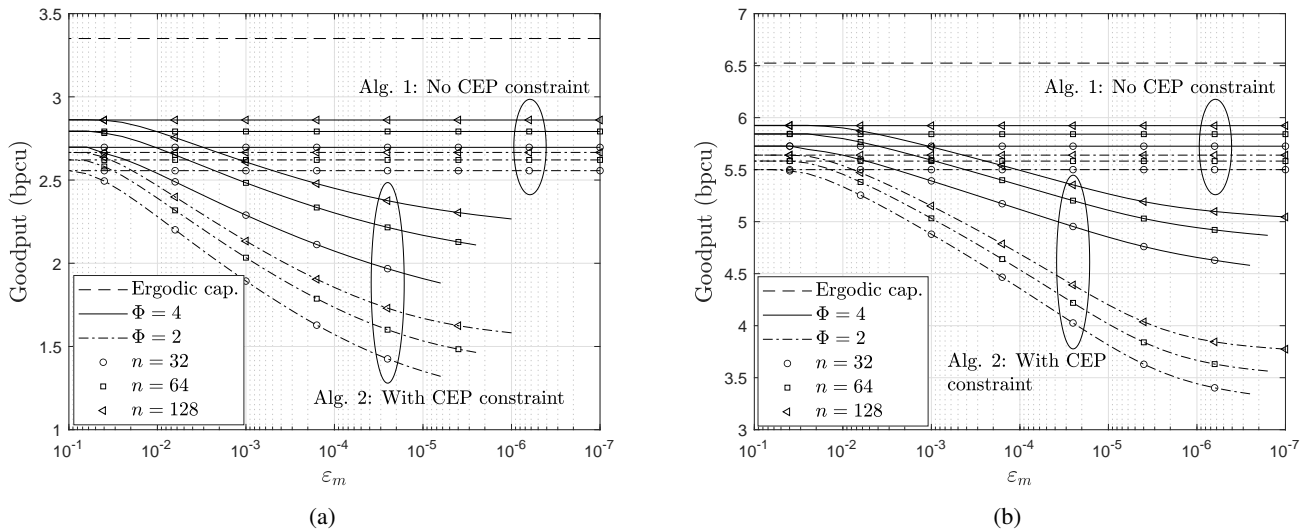 3.5
3
2.5
2
1.5
1
Goodput (bpcu)
Alg. 1: No CEP constraint
Alg. 2: With CEP constraint
Ergodic cap.
Φ = 4
Φ = 2
n = 32
n = 64
n = 128
10⁻¹ 10⁻² 10⁻³ 10⁻⁴ 10⁻⁵ 10⁻⁶ 10⁻⁷
εₘ
(a)
7
6.5
6
5.5
5
4.5
4
3.5
3
Goodput (bpcu)
Alg. 1: No CEP constraint
Alg. 2: With CEP
constraint
Ergodic cap.
Φ = 4
Φ = 2
n = 32
n = 64
n = 128
10⁻¹ 10⁻² 10⁻³ 10⁻⁴ 10⁻⁵ 10⁻⁶ 10⁻⁷
εₘ
(b)